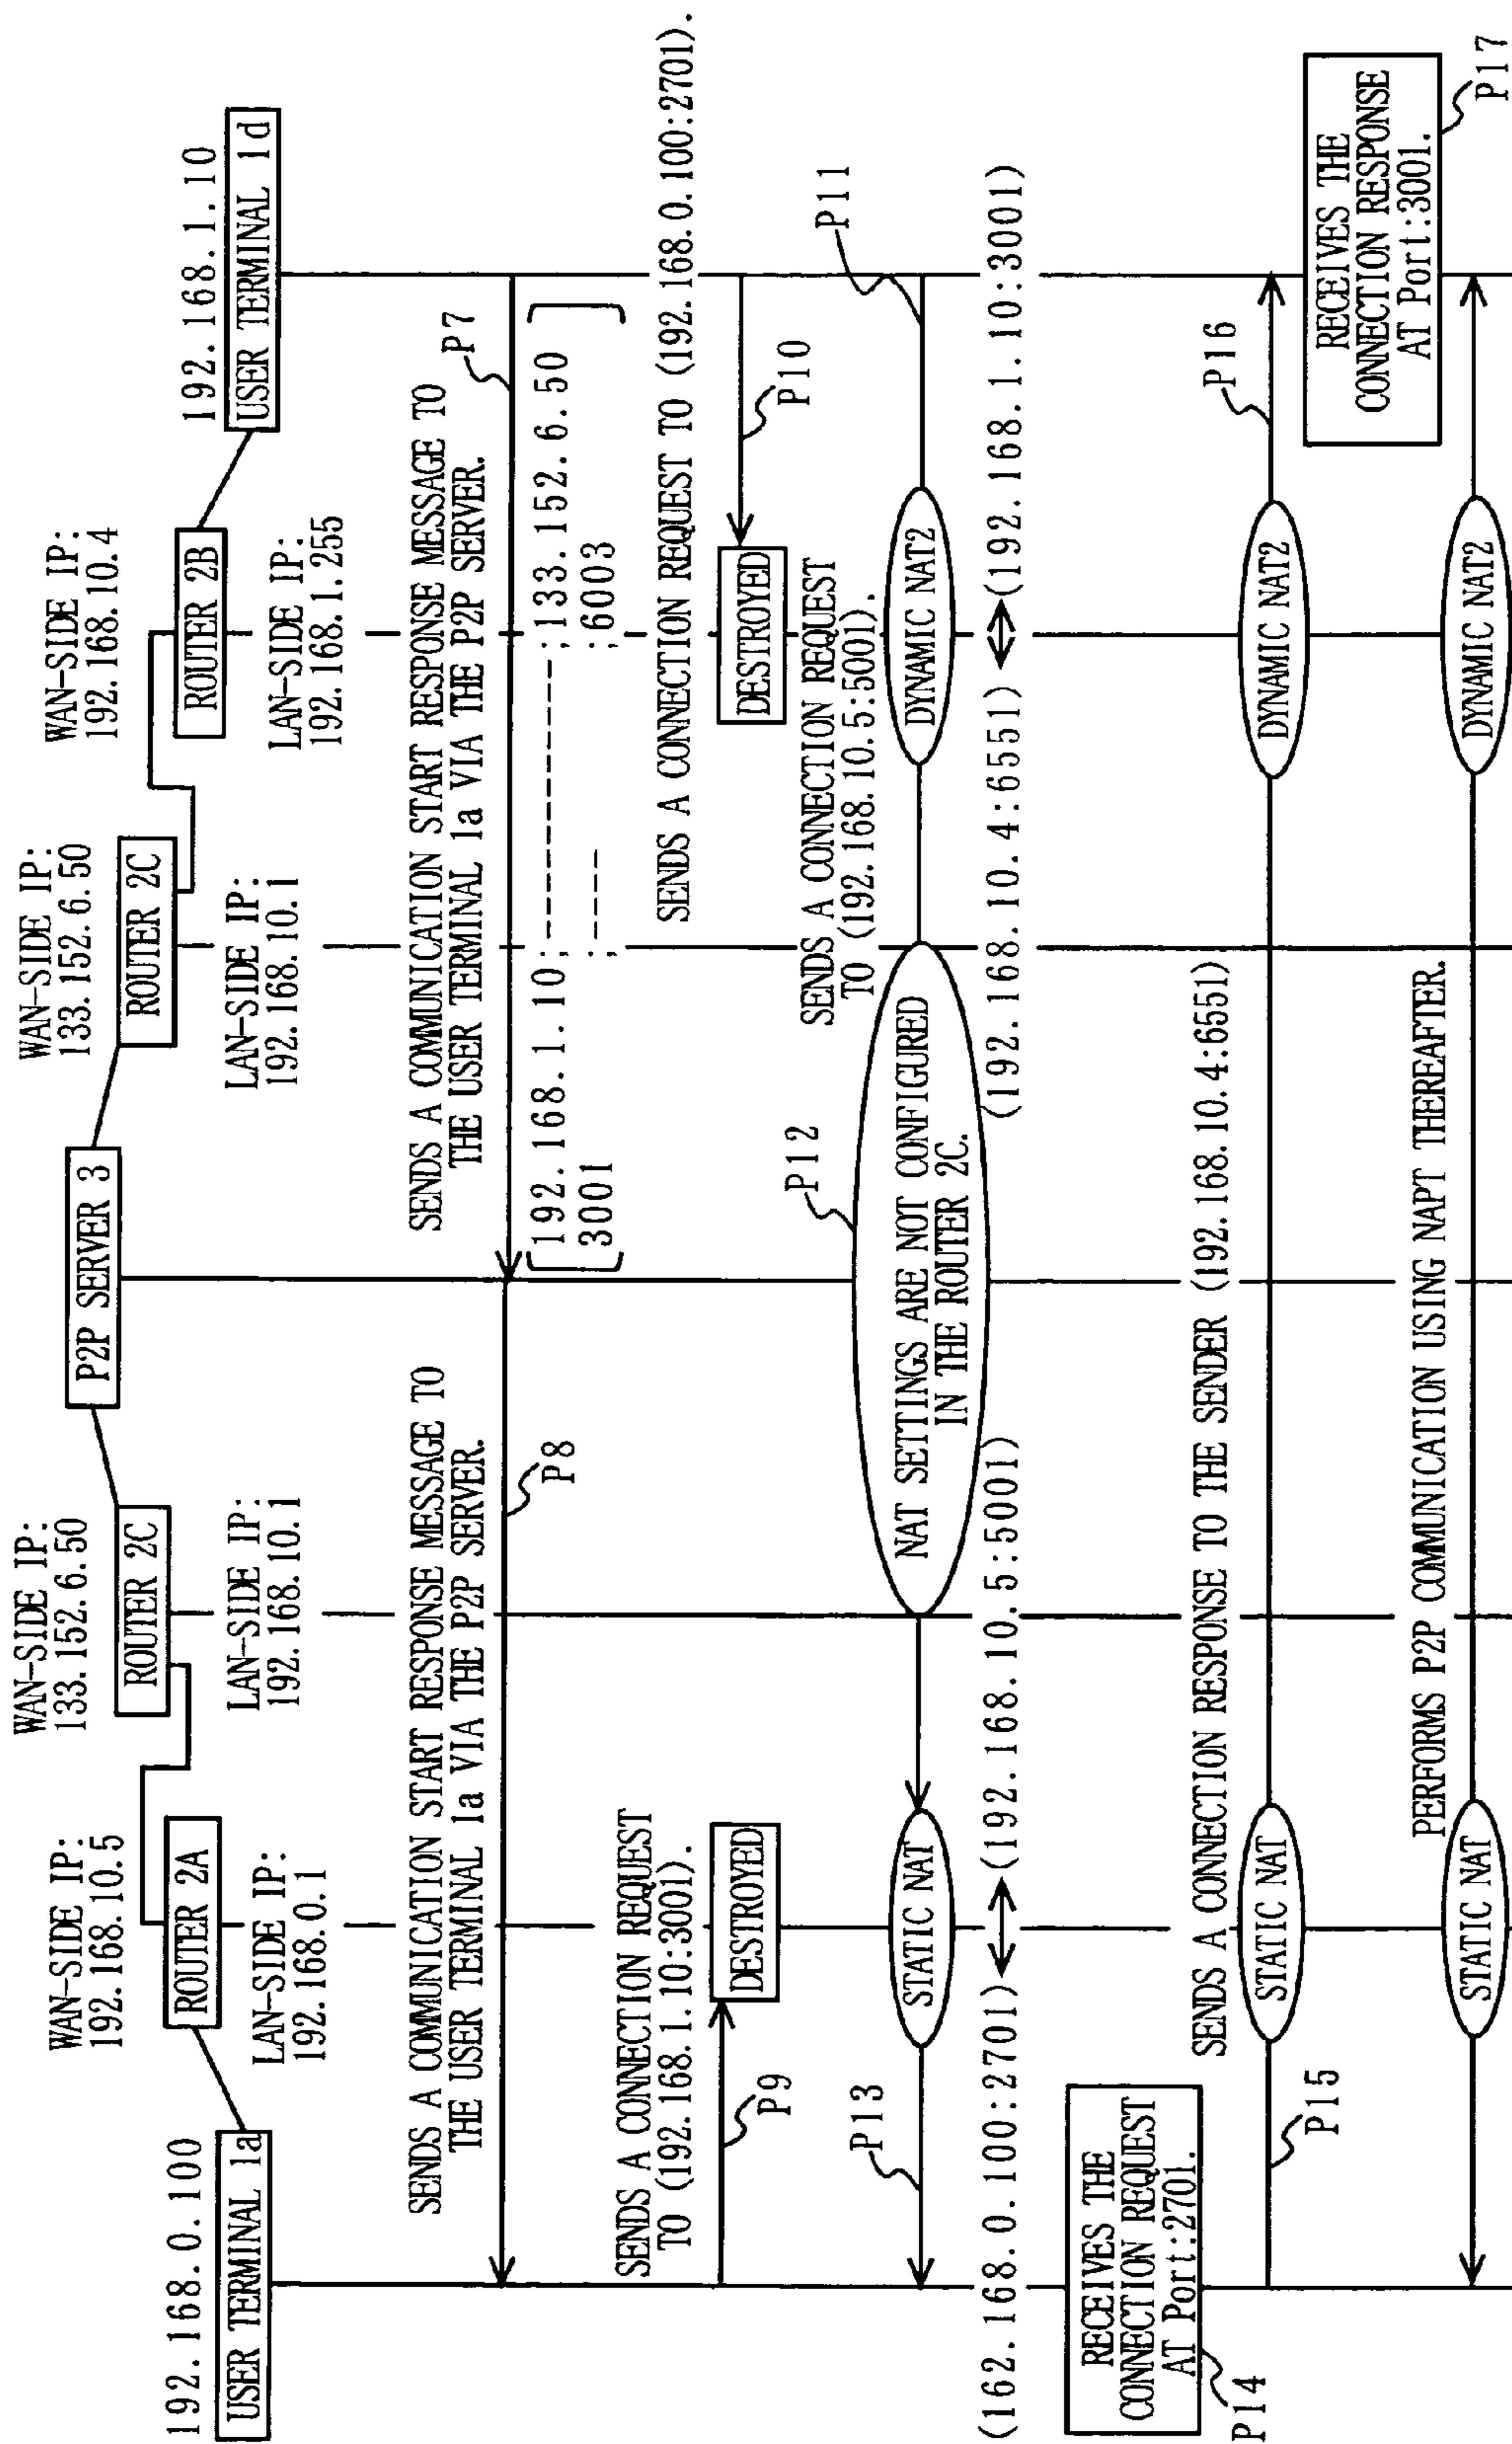 192.168.0.100
USER TERMINAL 1a
WAN-SIDE IP:
192.168.10.5
ROUTER 2A
LAN-SIDE IP:
192.168.0.1
WAN-SIDE IP:
133.152.6.50
ROUTER 2C
LAN-SIDE IP:
192.168.10.1
P2P SERVER 3
WAN-SIDE IP:
133.152.6.50
ROUTER 2C
LAN-SIDE IP:
192.168.10.1
WAN-SIDE IP:
192.168.10.4
ROUTER 2B
LAN-SIDE IP:
192.168.1.255
192.168.1.10
USER TERMINAL 1d
SENDS A COMMUNICATION START RESPONSE MESSAGE TO
THE USER TERMINAL 1a VIA THE P2P SERVER.
P8
SENDS A COMMUNICATION START RESPONSE MESSAGE TO
THE USER TERMINAL 1a VIA THE P2P SERVER.
P7
192.168.1.10;-------------;133.152.6.50
3001 ;---- ;6003
SENDS A CONNECTION REQUEST
TO (192.168.1.10:3001).
P9
DESTROYED
SENDS A CONNECTION REQUEST TO (192.168.0.100:2701).
DESTROYED
P10
SENDS A CONNECTION REQUEST
TO (192.168.10.5:5001).
P13
STATIC NAT
P12
NAT SETTINGS ARE NOT CONFIGURED
IN THE ROUTER 2C.
DYNAMIC NAT2
P11
(162.168.0.100:2701) (192.168.10.5:5001)
(192.168.10.4:6551) (192.168.1.10:3001)
RECEIVES THE
CONNECTION REQUEST
AT Port:2701.
P14
SENDS A CONNECTION RESPONSE TO THE SENDER (192.168.10.4:6551).
P15
STATIC NAT
DYNAMIC NAT2
P16
RECEIVES THE
CONNECTION RESPONSE
AT Port:3001.
P17
PERFORMS P2P COMMUNICATION USING NAPT THEREAFTER.
STATIC NAT
DYNAMIC NAT2